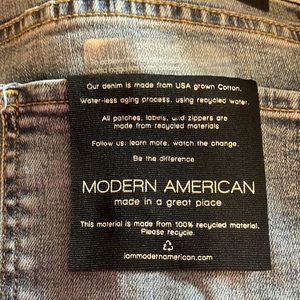 Our denim is made from USA grown Cotton.
Water-less aging process, using recycled water.
All patches, labels, and zippers are
made from recycled materials
Follow us: learn more, watch the change.
Be the difference
MODERN AMERICAN
made in a great place
This material is made from 100% recycled material.
Please recycle.
iammodernamerican.com